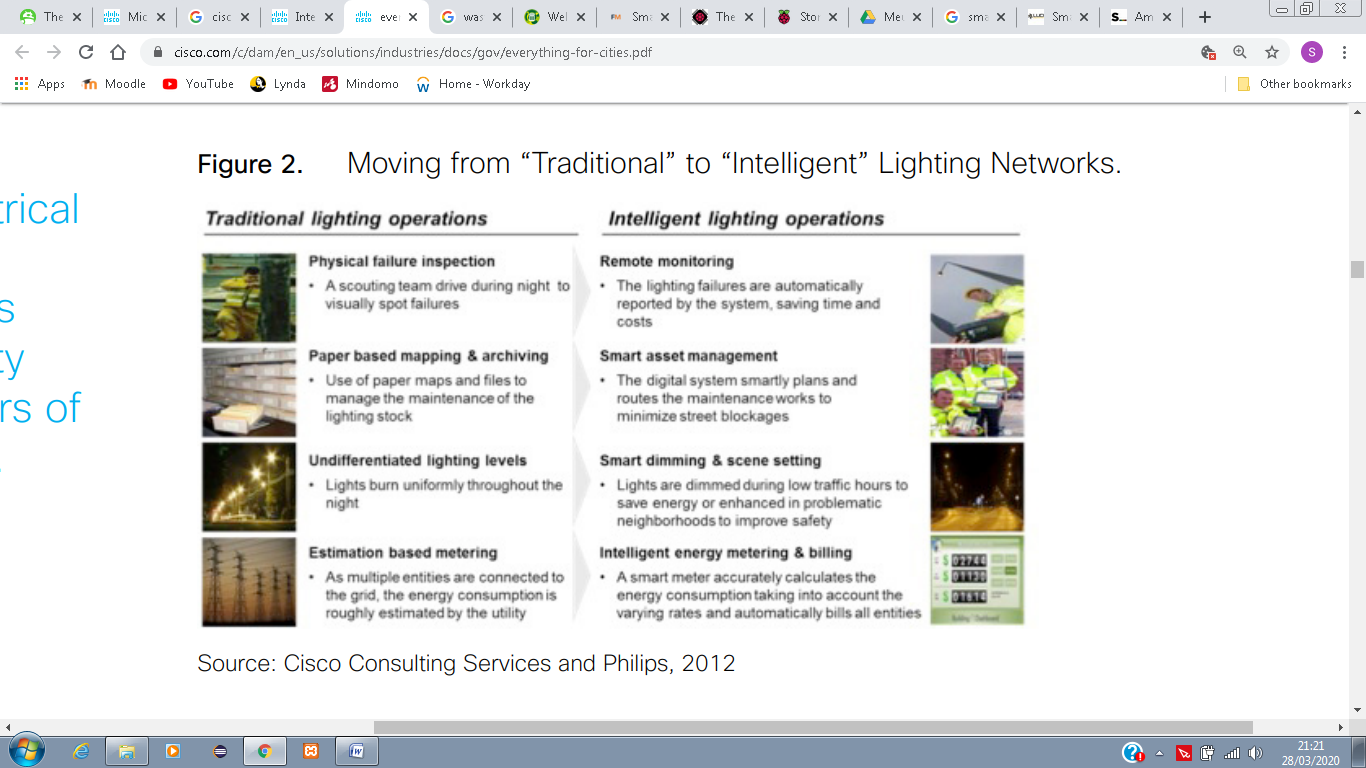 The
Mic
cisc
Inte
ever
was
Wel
Sma
The
Stor
Me
sma
Sma
Am
cisco.com/c/dam/en_us/solutions/industries/docs/gov/everything-for-cities.pdf
S
Apps
Moodle
YouTube
Lynda
Mindomo
Home - Workday
Other bookmarks
trical
s
ty
rs of
Figure 2. Moving from “Traditional” to “Intelligent” Lighting Networks.
Traditional lighting operations
Physical failure inspection
• A scouting team drive during night to
visually spot failures
Paper based mapping & archiving
• Use of paper maps and files to
manage the maintenance of the
lighting stock
Undifferentiated lighting levels
• Lights burn uniformly throughout the
night
Estimation based metering
• As multiple entities are connected to
the grid, the energy consumption is
roughly estimated by the utility
Intelligent lighting operations
Remote monitoring
• The lighting failures are automatically
reported by the system, saving time and
costs
Smart asset management
• The digital system smartly plans and
routes the maintenance works to
minimize street blockages
Smart dimming & scene setting
• Lights are dimmed during low traffic hours to
save energy or enhanced in problematic
neighborhoods to improve safety
Intelligent energy metering & billing
• A smart meter accurately calculates the
energy consumption taking into account the
varying rates and automatically bills all entities
Source: Cisco Consulting Services and Philips, 2012
21:21
28/03/2020